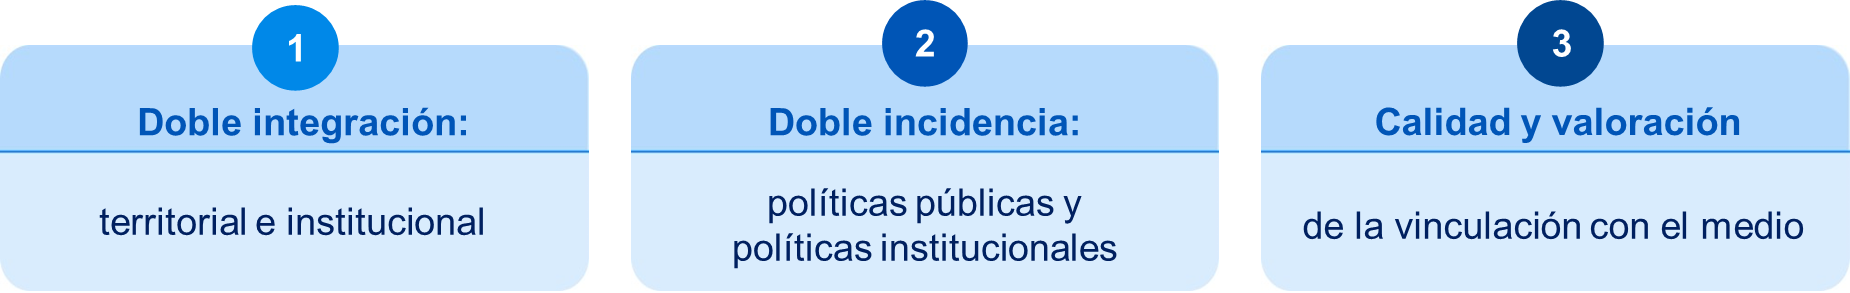 1
Doble integración:
territorial e institucional
2
Doble incidencia:
políticas públicas y
políticas institucionales
3
Calidad y valoración
de la vinculación con el medio